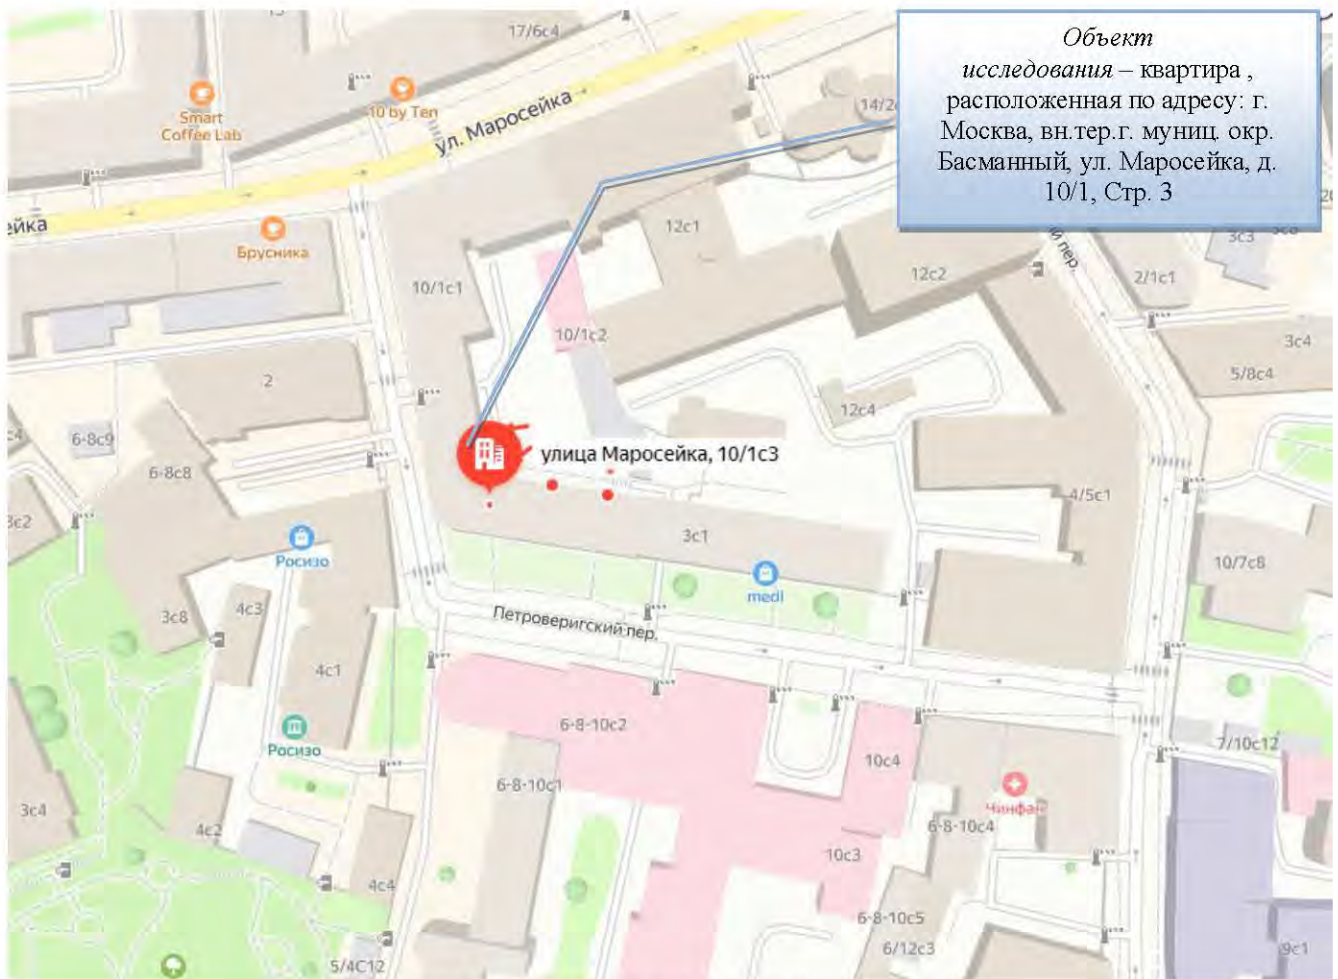 Объект
исследования – квартира ,
расположенная по адресу: г.
Москва, вн.тер.г. муниц. окр.
Басманный, ул. Маросейка, д.
10/1, Стр. 3
17/6с4
Smart
Coffee Lab
10 by Ten
ул. Маросейка
14/2с
ейка
Брусника
12с1
3с3
10/1с1
12с2
2/1с1
й пер.
10/1с2
3с4
2
5/8с4
12с4
6-8с9
с4
улица Маросейка, 10/1с3
6-8с8
4/5с1
3с2
Росизо
3с1
10/7с8
medi
4с3
3с8
Петроверигский пер.
4с1
6-8-10с2
Росизо
7/10с12
10с4
6-8-10с1
Чинфан
3с4
4с2
6-8-10с4
10с3
4с4
6-8-10с5
6/12с3
9с1
5/4С12